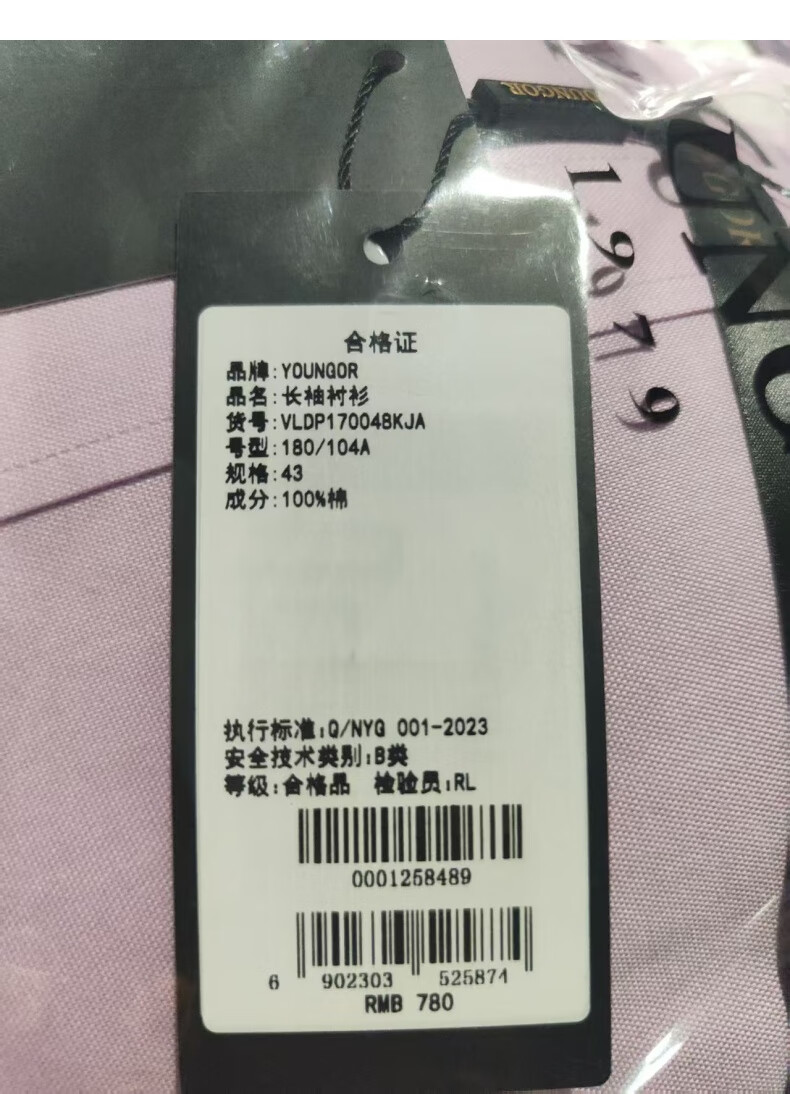 YOUNGOR
1979
合格证
品牌:YOUNGOR
品名:长袖衬衫
货号:VLDP170048KJA
号型:180/104A
规格:43
成分:100%棉
执行标准:Q/NYG 001-2023
安全技术类别:B类
等级:合格品 检验员:RL
0001258489
6 902303 525874
RMB 780